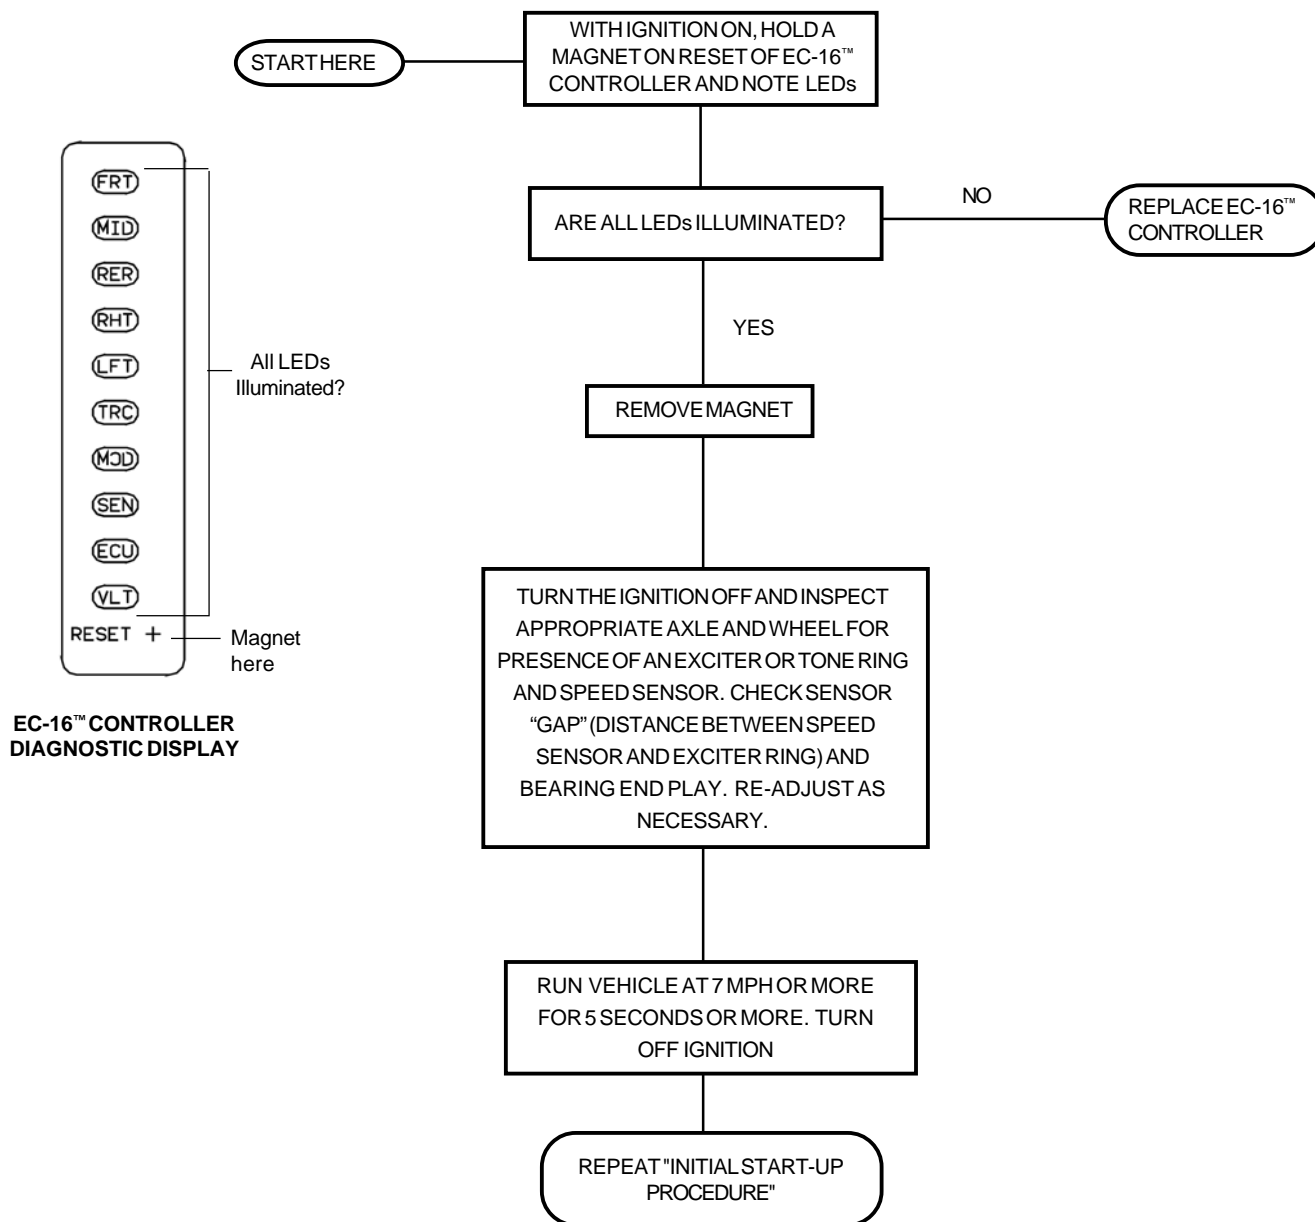 START HERE
WITH IGNITION ON, HOLD A
MAGNET ON RESET OF EC-16™
CONTROLLER AND NOTE LEDs
ARE ALL LEDs ILLUMINATED?
NO
REPLACE EC-16™
CONTROLLER
YES
REMOVE MAGNET
TURN THE IGNITION OFF AND INSPECT
APPROPRIATE AXLE AND WHEEL FOR
PRESENCE OF AN EXCITER OR TONE RING
AND SPEED SENSOR. CHECK SENSOR
“GAP” (DISTANCE BETWEEN SPEED
SENSOR AND EXCITER RING) AND
BEARING END PLAY. RE-ADJUST AS
NECESSARY.
RUN VEHICLE AT 7 MPH OR MORE
FOR 5 SECONDS OR MORE. TURN
OFF IGNITION
REPEAT "INITIAL START-UP
PROCEDURE"
FRT
MID
RER
RHT
LFT
TRC
MOD
SEN
ECU
VLT
RESET +
All LEDs
Illuminated?
Magnet
here
EC-16™ CONTROLLER
DIAGNOSTIC DISPLAY